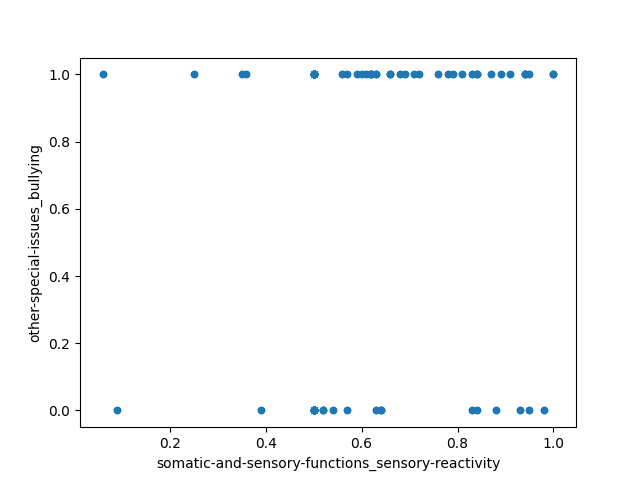 1.0
0.8
0.6
0.4
0.2
0.0
other-special-issues_bullying
0.2 0.4 0.6 0.8 1.0
somatic-and-sensory-functions_sensory-reactivity